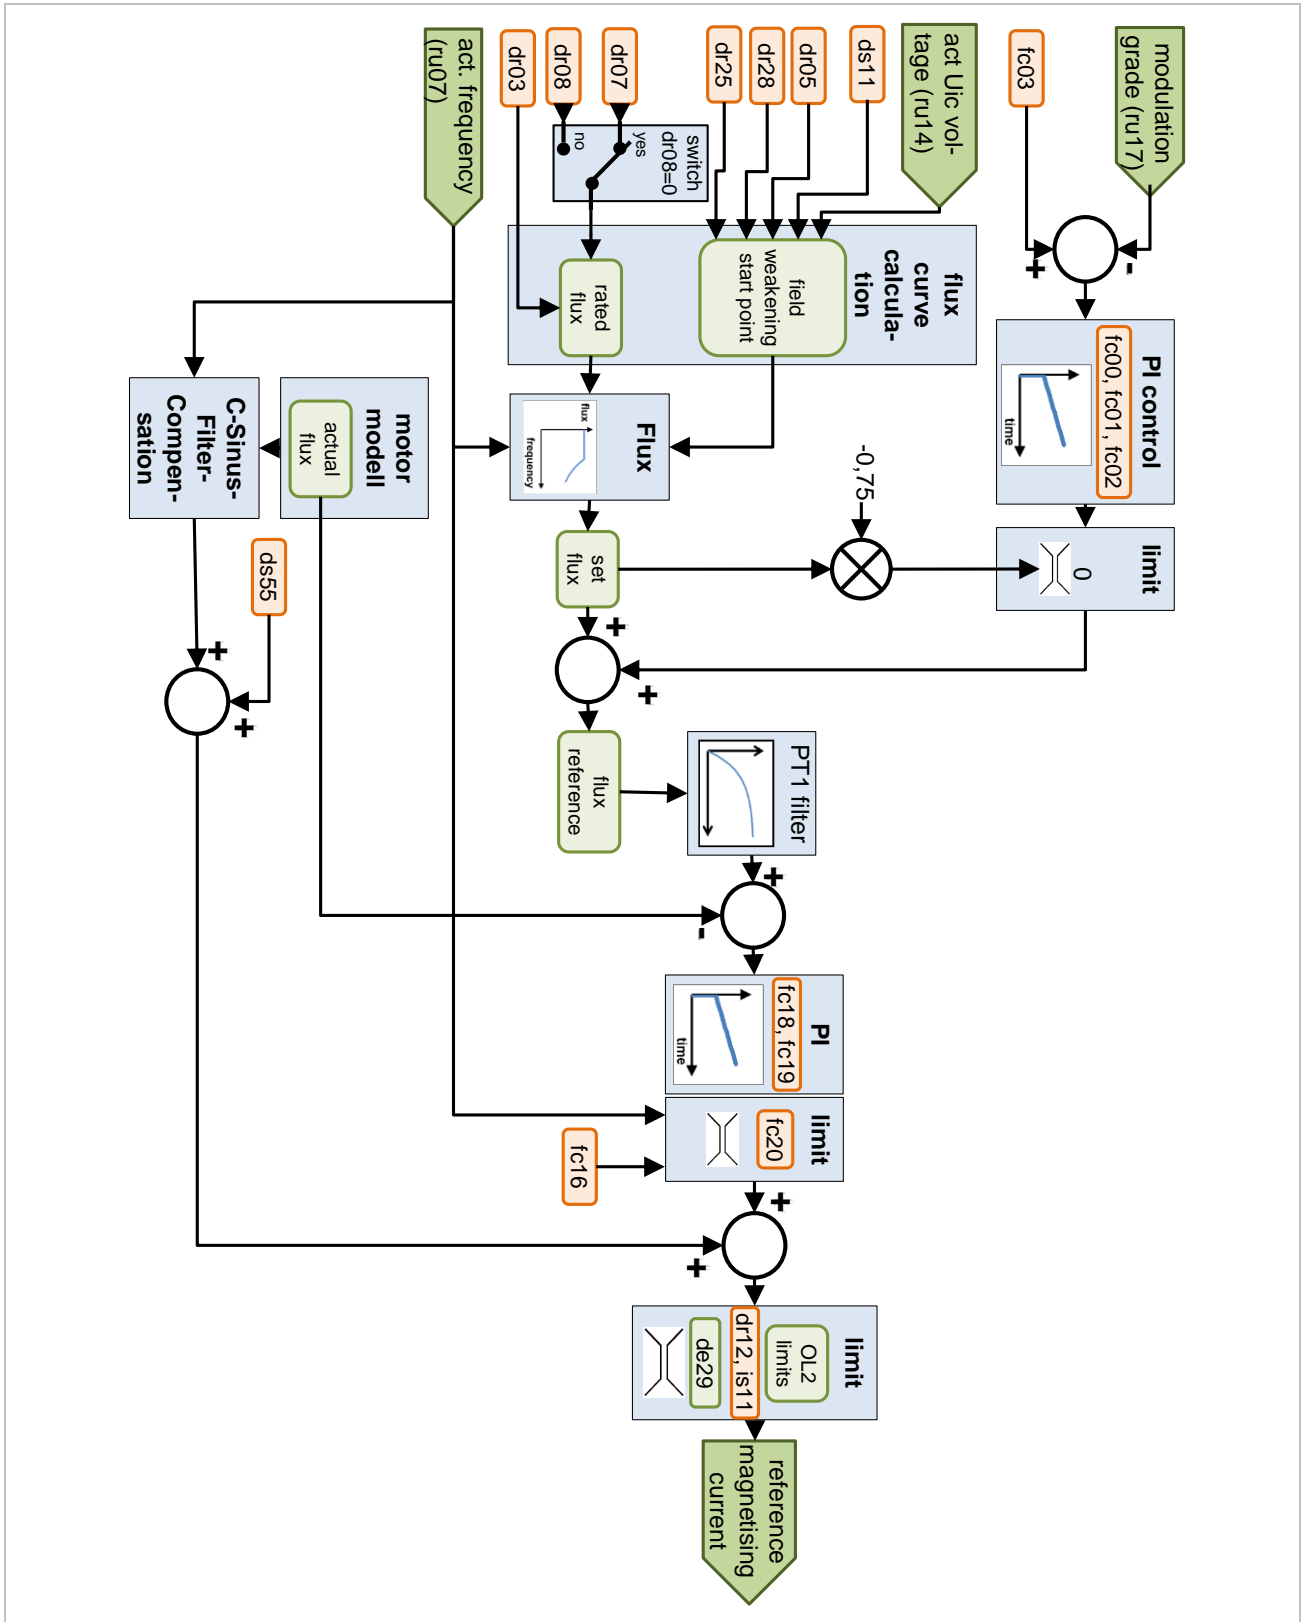 modulation
grade (ru17)
fc03
-
+
PI control
fc00, fc01, fc02
time
limit
0
act Uic vol-
tage (ru14)
ds11
dr05
dr28
dr25
flux
curve
calcula-
tion
field
weakening
start point
-0,75
dr07
dr08
dr03
switch
dr08=0
yes
no
rated
flux
Flux
flux
frequency
set
flux
+
+
flux
reference
PT1 filter
+
-
PI
fc18, fc19
time
limit
fc20
fc16
+
+
limit
OL2
limits
dr12, is11
de29
reference
magnetising
current
act. frequency
(ru07)
motor
modell
actual
flux
C-Sinus-
Filter-
Compen-
sation
ds55
+
+